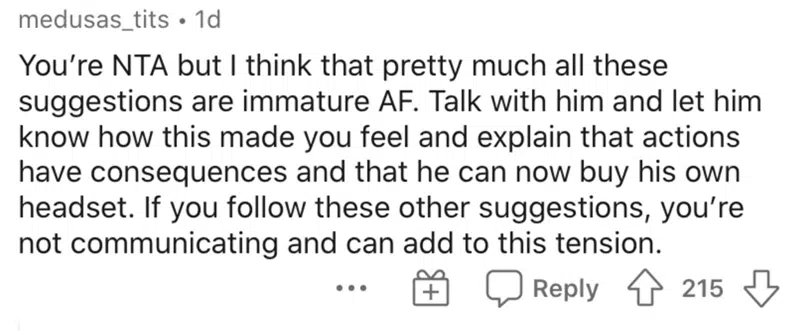 medusas_tits • 1d
You’re NTA but I think that pretty much all these
suggestions are immature AF. Talk with him and let him
know how this made you feel and explain that actions
have consequences and that he can now buy his own
headset. If you follow these other suggestions, you’re
not communicating and can add to this tension.
••• Reply 215